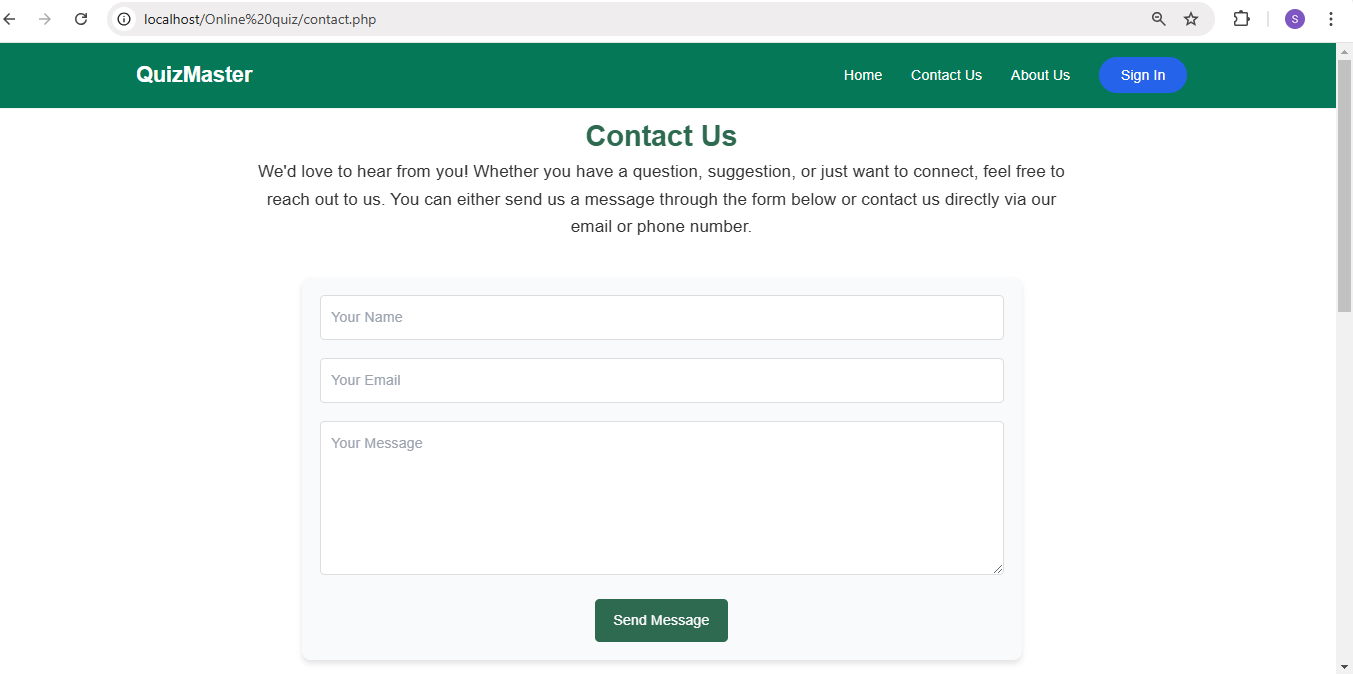 localhost/Online%20quiz/contact.php
S
QuizMaster
Home
Contact Us
About Us
Sign In
Contact Us
We'd love to hear from you! Whether you have a question, suggestion, or just want to connect, feel free to
reach out to us. You can either send us a message through the form below or contact us directly via our
email or phone number.
Your Name
Your Email
Your Message
Send Message